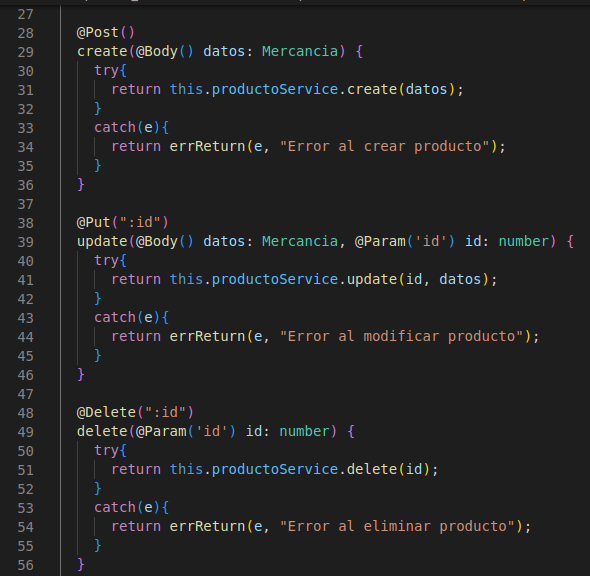 27
28 @Post()
29 create(@Body() datos: Mercancia) {
30 try{
31 return this.productoService.create(datos);
32 }
33 catch(e){
34 return errReturn(e, "Error al crear producto");
35 }
36 }
37
38 @Put(":id")
39 update(@Body() datos: Mercancia, @Param('id') id: number) {
40 try{
41 return this.productoService.update(id, datos);
42 }
43 catch(e){
44 return errReturn(e, "Error al modificar producto");
45 }
46 }
47
48 @Delete(":id")
49 delete(@Param('id') id: number) {
50 try{
51 return this.productoService.delete(id);
52 }
53 catch(e){
54 return errReturn(e, "Error al eliminar producto");
55 }
56 }